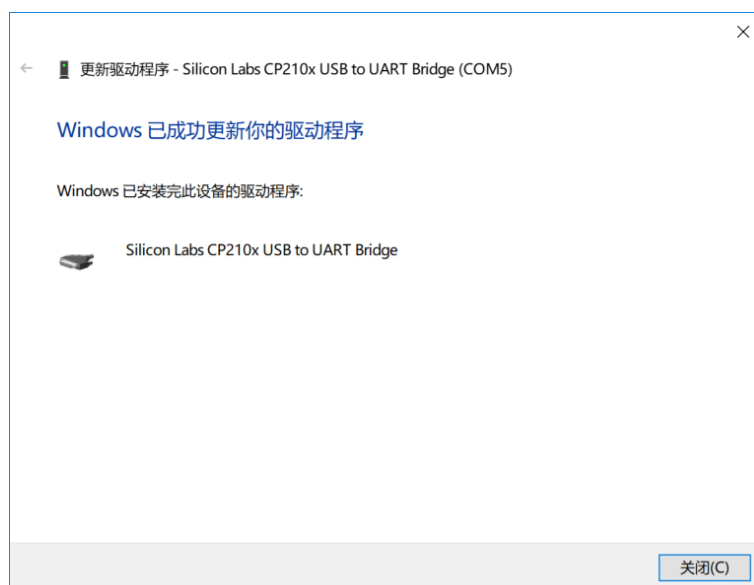 更新驱动程序 - Silicon Labs CP210x USB to UART Bridge (COM5)
Windows 已成功更新你的驱动程序
Windows 已安装完此设备的驱动程序:
Silicon Labs CP210x USB to UART Bridge
关闭(C)